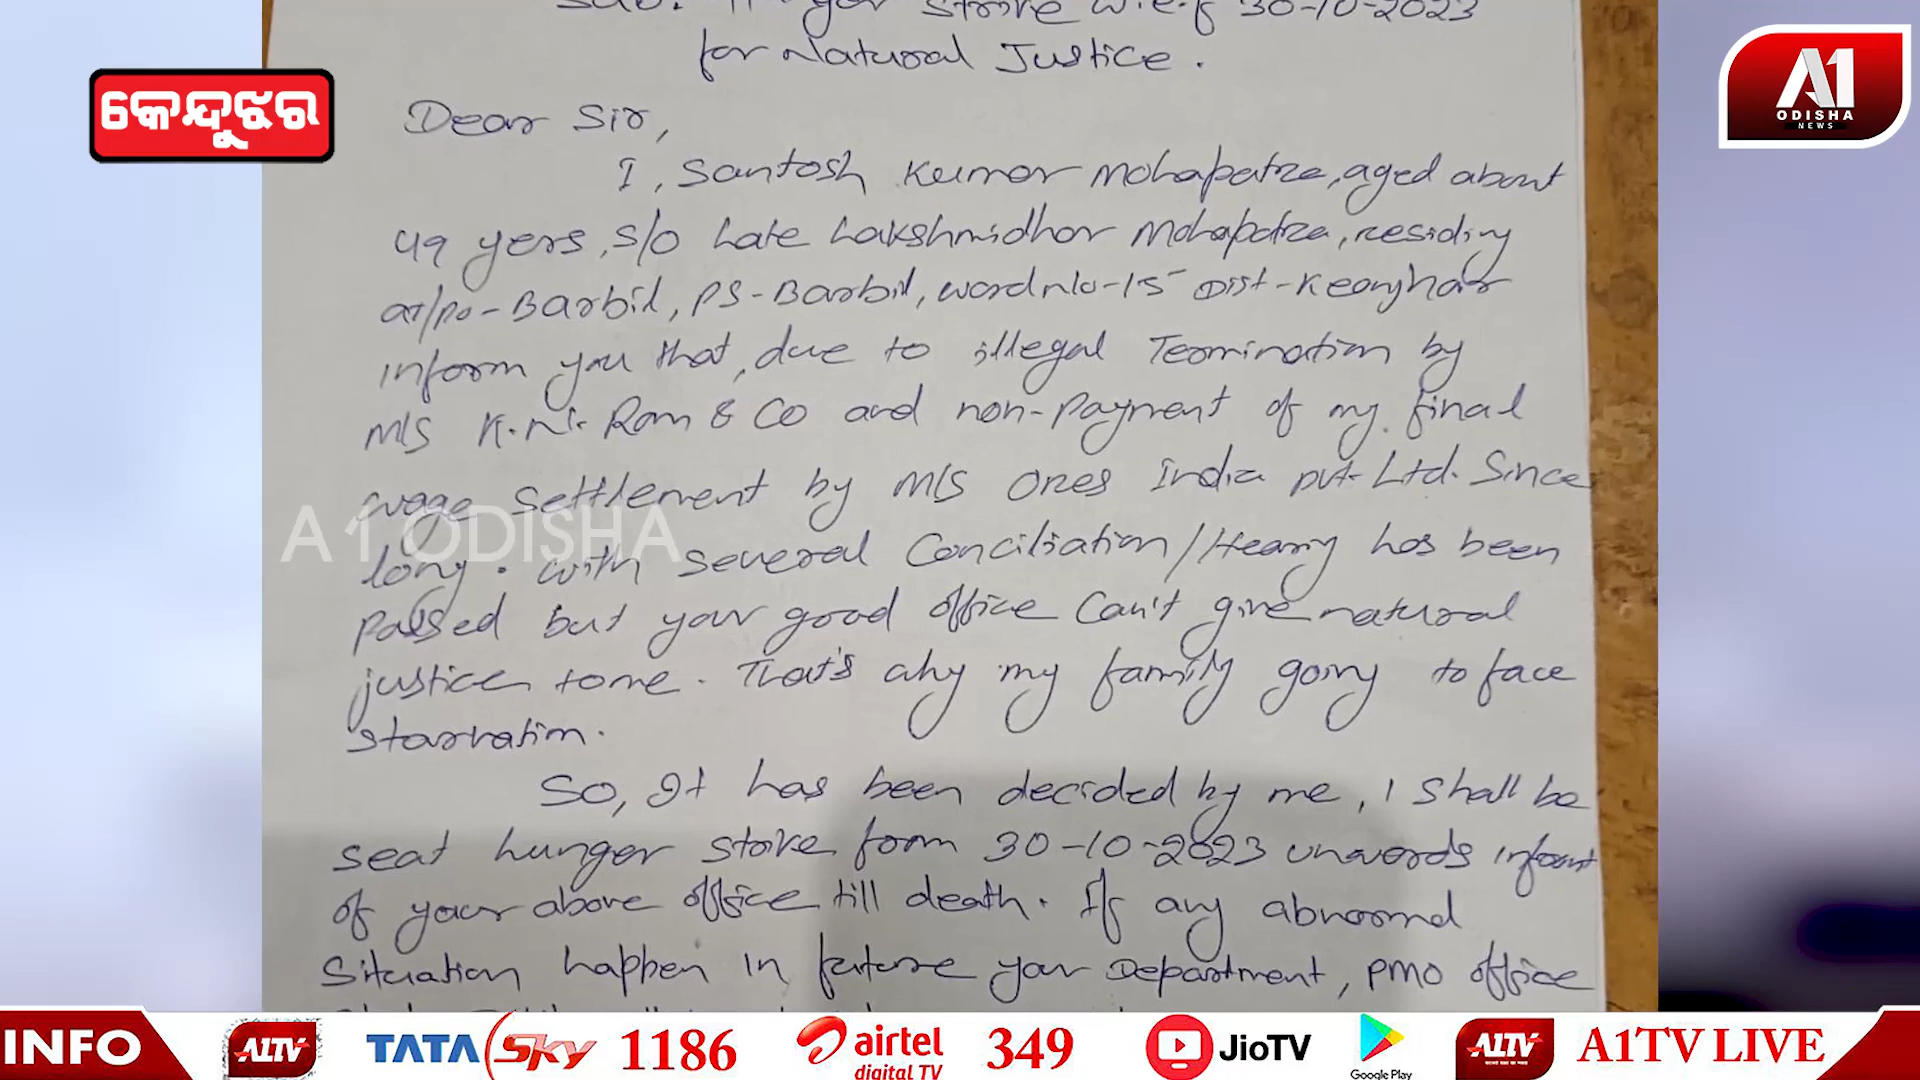 for Natural Justice.
Dear Sir,
I, Santosh Kumar Mohapatra, aged about
49 yers, S/o Late Lakshmidhar Mohapatra, residing
at/po-Barbil, PS-Barbil, word No-15 Dist-Keonjhar
inform you that, due to illegal Termination by
M/S K.N. Ram & Co and non-payment of my final
wage Settlement by M/S Ores India pvt. Ltd. Since
long. with several Conciliation/Hearing has been
passed but your good office Can't give natural
justice to me. That's why my family going to face
starvation.
So, It has been decided by me, I Shall be
seat hunger strike form 30-10-2023 onwords infront
of your above office till death. If any abnormal
Situation happen in future your Department, PMO office
କେନ୍ଦୁଝର
A1
ODISHA
NEWS
A1 ODISHA
INFO
A1TV
TATA Sky 1186
airtel
digital TV
349
JioTV
Google Play
A1TV
A1TV LIVE